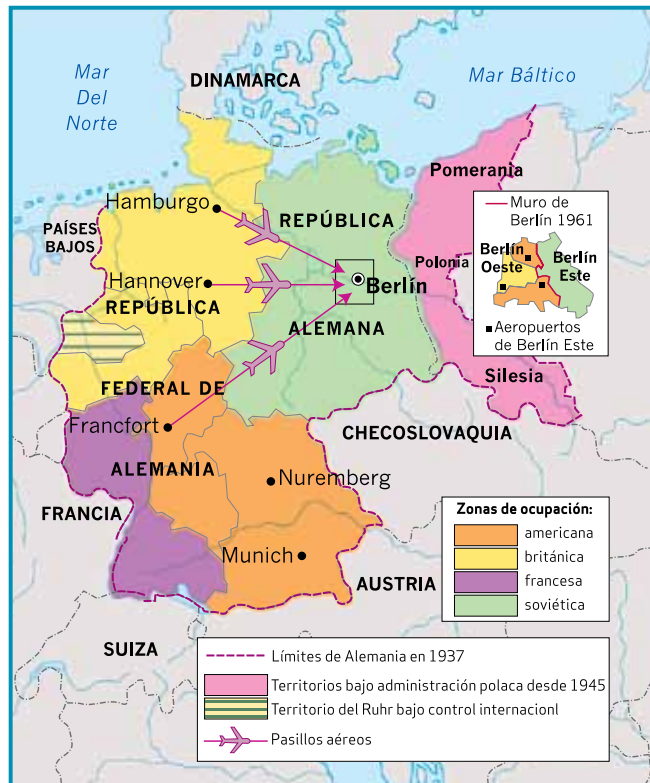 Mar
Del
Norte
DINAMARCA
Mar Báltico
Pomerania
Hamburgo
REPÚBLICA
PAÍSES
BAJOS
Muro de
Berlín 1961
Berlín
Oeste
Berlín
Este
Aeropuertos
de Berlín Este
Polonia
Hannover
Berlín
REPÚBLICA
ALEMANA
Silesia
FEDERAL DE
Francfort
CHECOSLOVAQUIA
ALEMANIA
Nuremberg
FRANCIA
Munich
AUSTRIA
SUIZA
Zonas de ocupación:
americana
británica
francesa
soviética
Límites de Alemania en 1937
Territorios bajo administración polaca desde 1945
Territorio del Ruhr bajo control internacionl
Pasillos aéreos